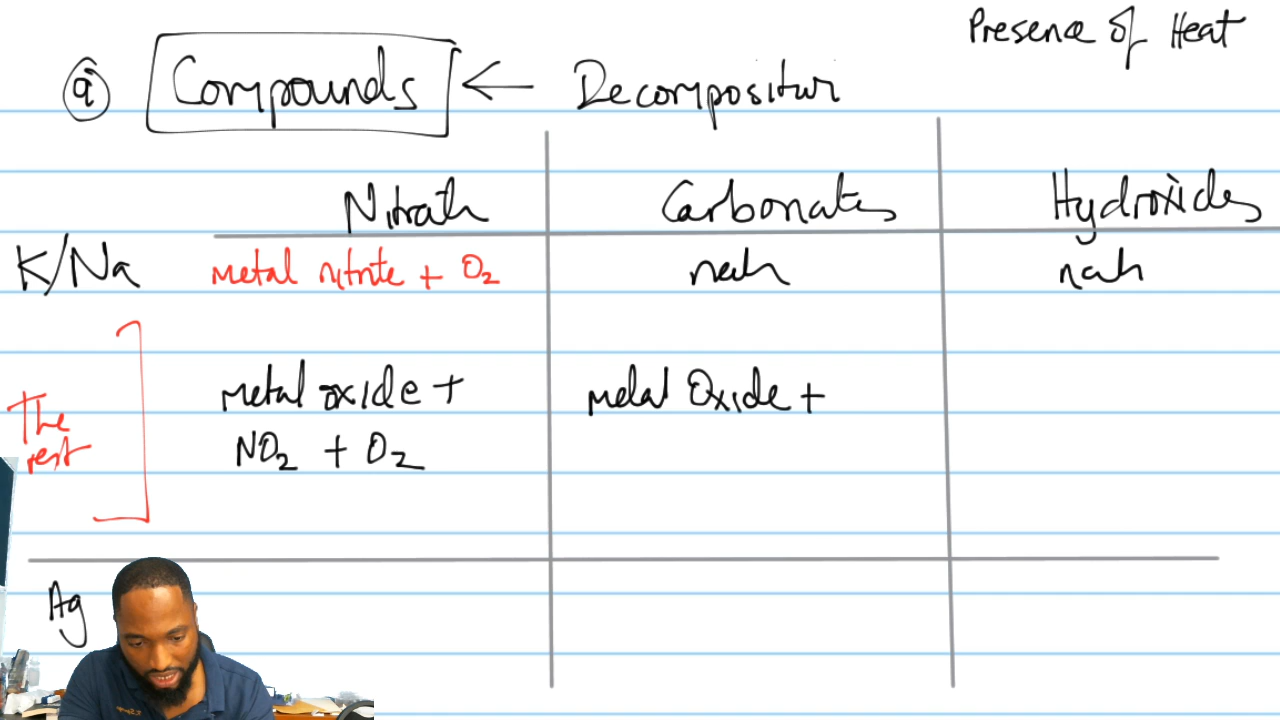 Presence of Heat
a
Compounds ← Decomposition
Nitrate Carbonates Hydroxides
K/Na metal nitrite + O₂ nah nah
The rest
metal oxide + metal Oxide +
NO₂ + O₂
Ag